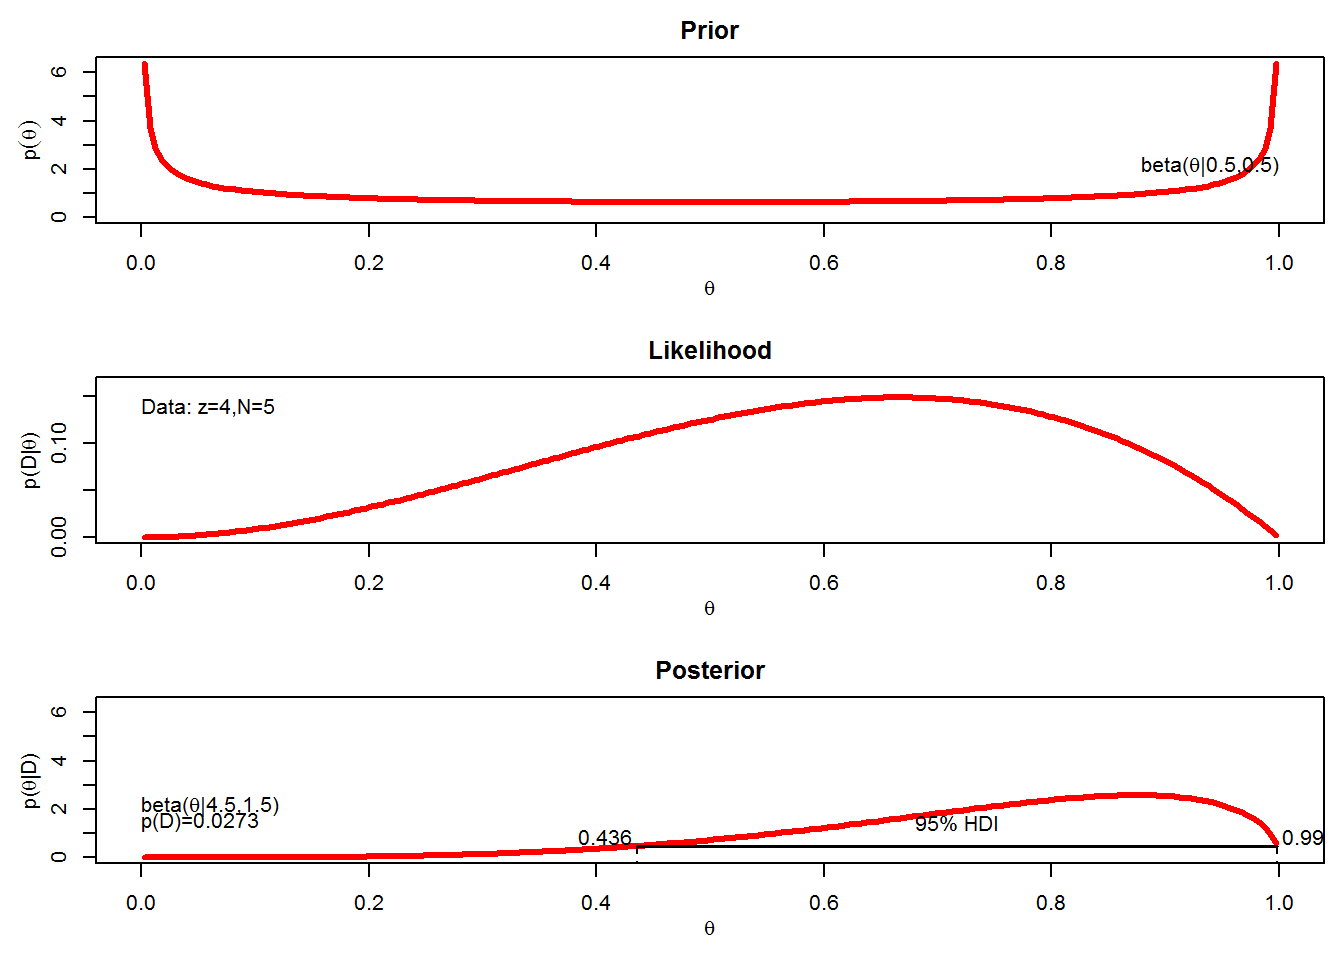 Prior
p(θ)
6
4
2
0
beta(θ|0.5,0.5)
0.0 0.2 0.4 0.6 0.8 1.0
θ
Likelihood
p(D|θ)
0.10
0.00
Data: z=4,N=5
0.0 0.2 0.4 0.6 0.8 1.0
θ
Posterior
p(θ|D)
6
4
2
0
beta(θ|4.5,1.5)
p(D)=0.0273
95% HDI
0.436 0.99
0.0 0.2 0.4 0.6 0.8 1.0
θ